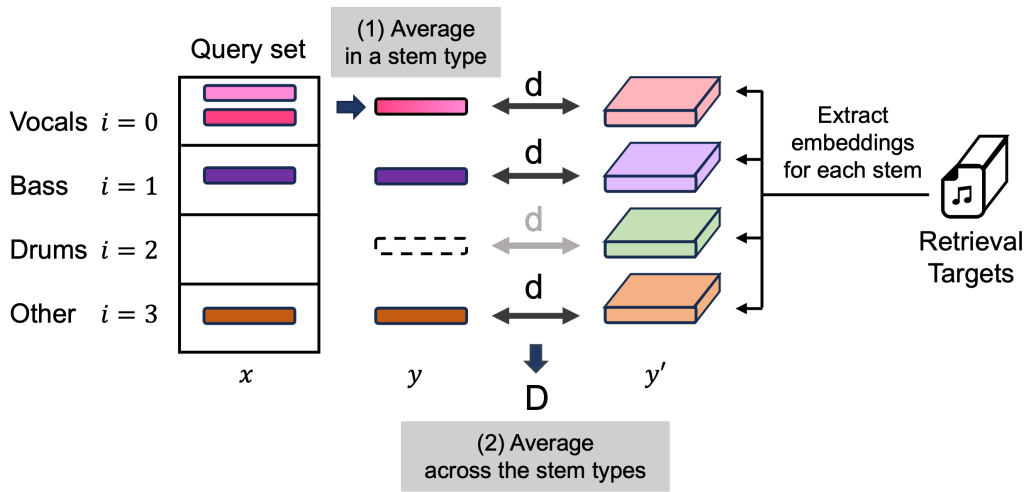 (1) Average
in a stem type
Query set
Vocals i = 0
d
Bass i = 1
d
Drums i = 2
d
Other i = 3
d
Extract
embeddings
for each stem
Retrieval
Targets
x
y
y′
D
(2) Average
across the stem types